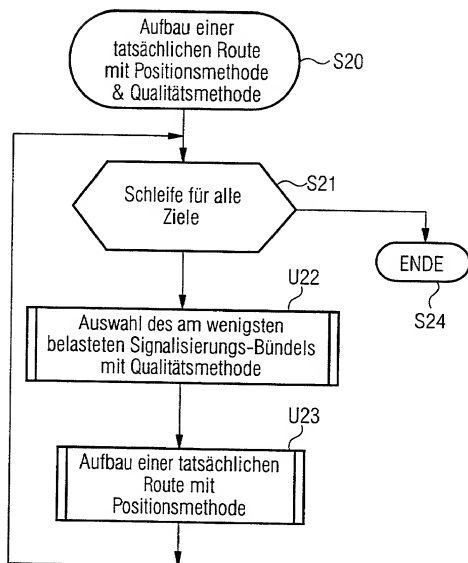 Aufbau einer
tatsächlichen Route
mit Positionsmethode
& Qualitätsmethode
S20
S21
Schleife für alle
Ziele
ENDE
S24
U22
Auswahl des am wenigsten
belasteten Signalisierungs-Bündels
mit Qualitätsmethode
U23
Aufbau einer tatsächlichen
Route mit
Positionsmethode